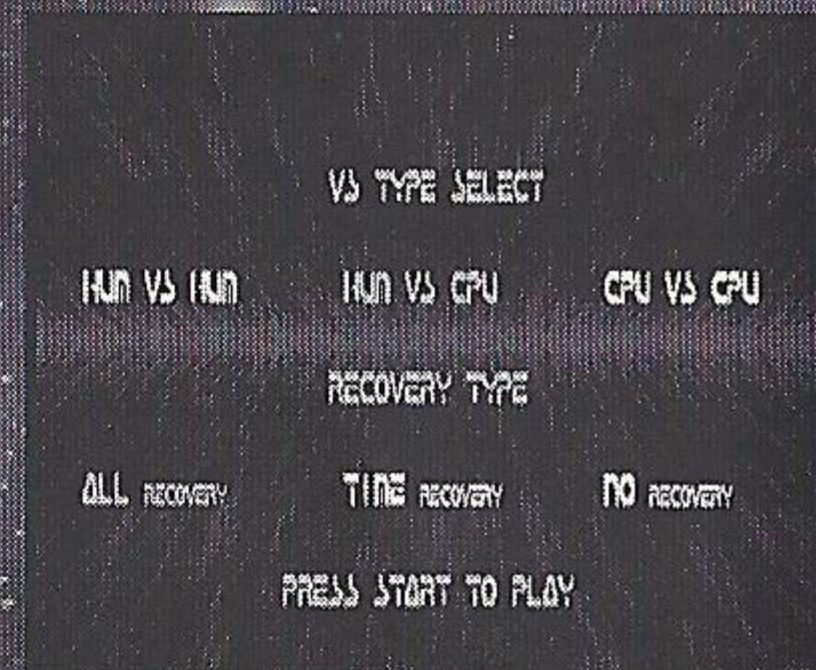 VS TYPE SELECT
HUM VS HUM HUM VS CPU CPU VS CPU
RECOVERY TYPE
ALL RECOVERY TIME RECOVERY NO RECOVERY
PRESS START TO PLAY